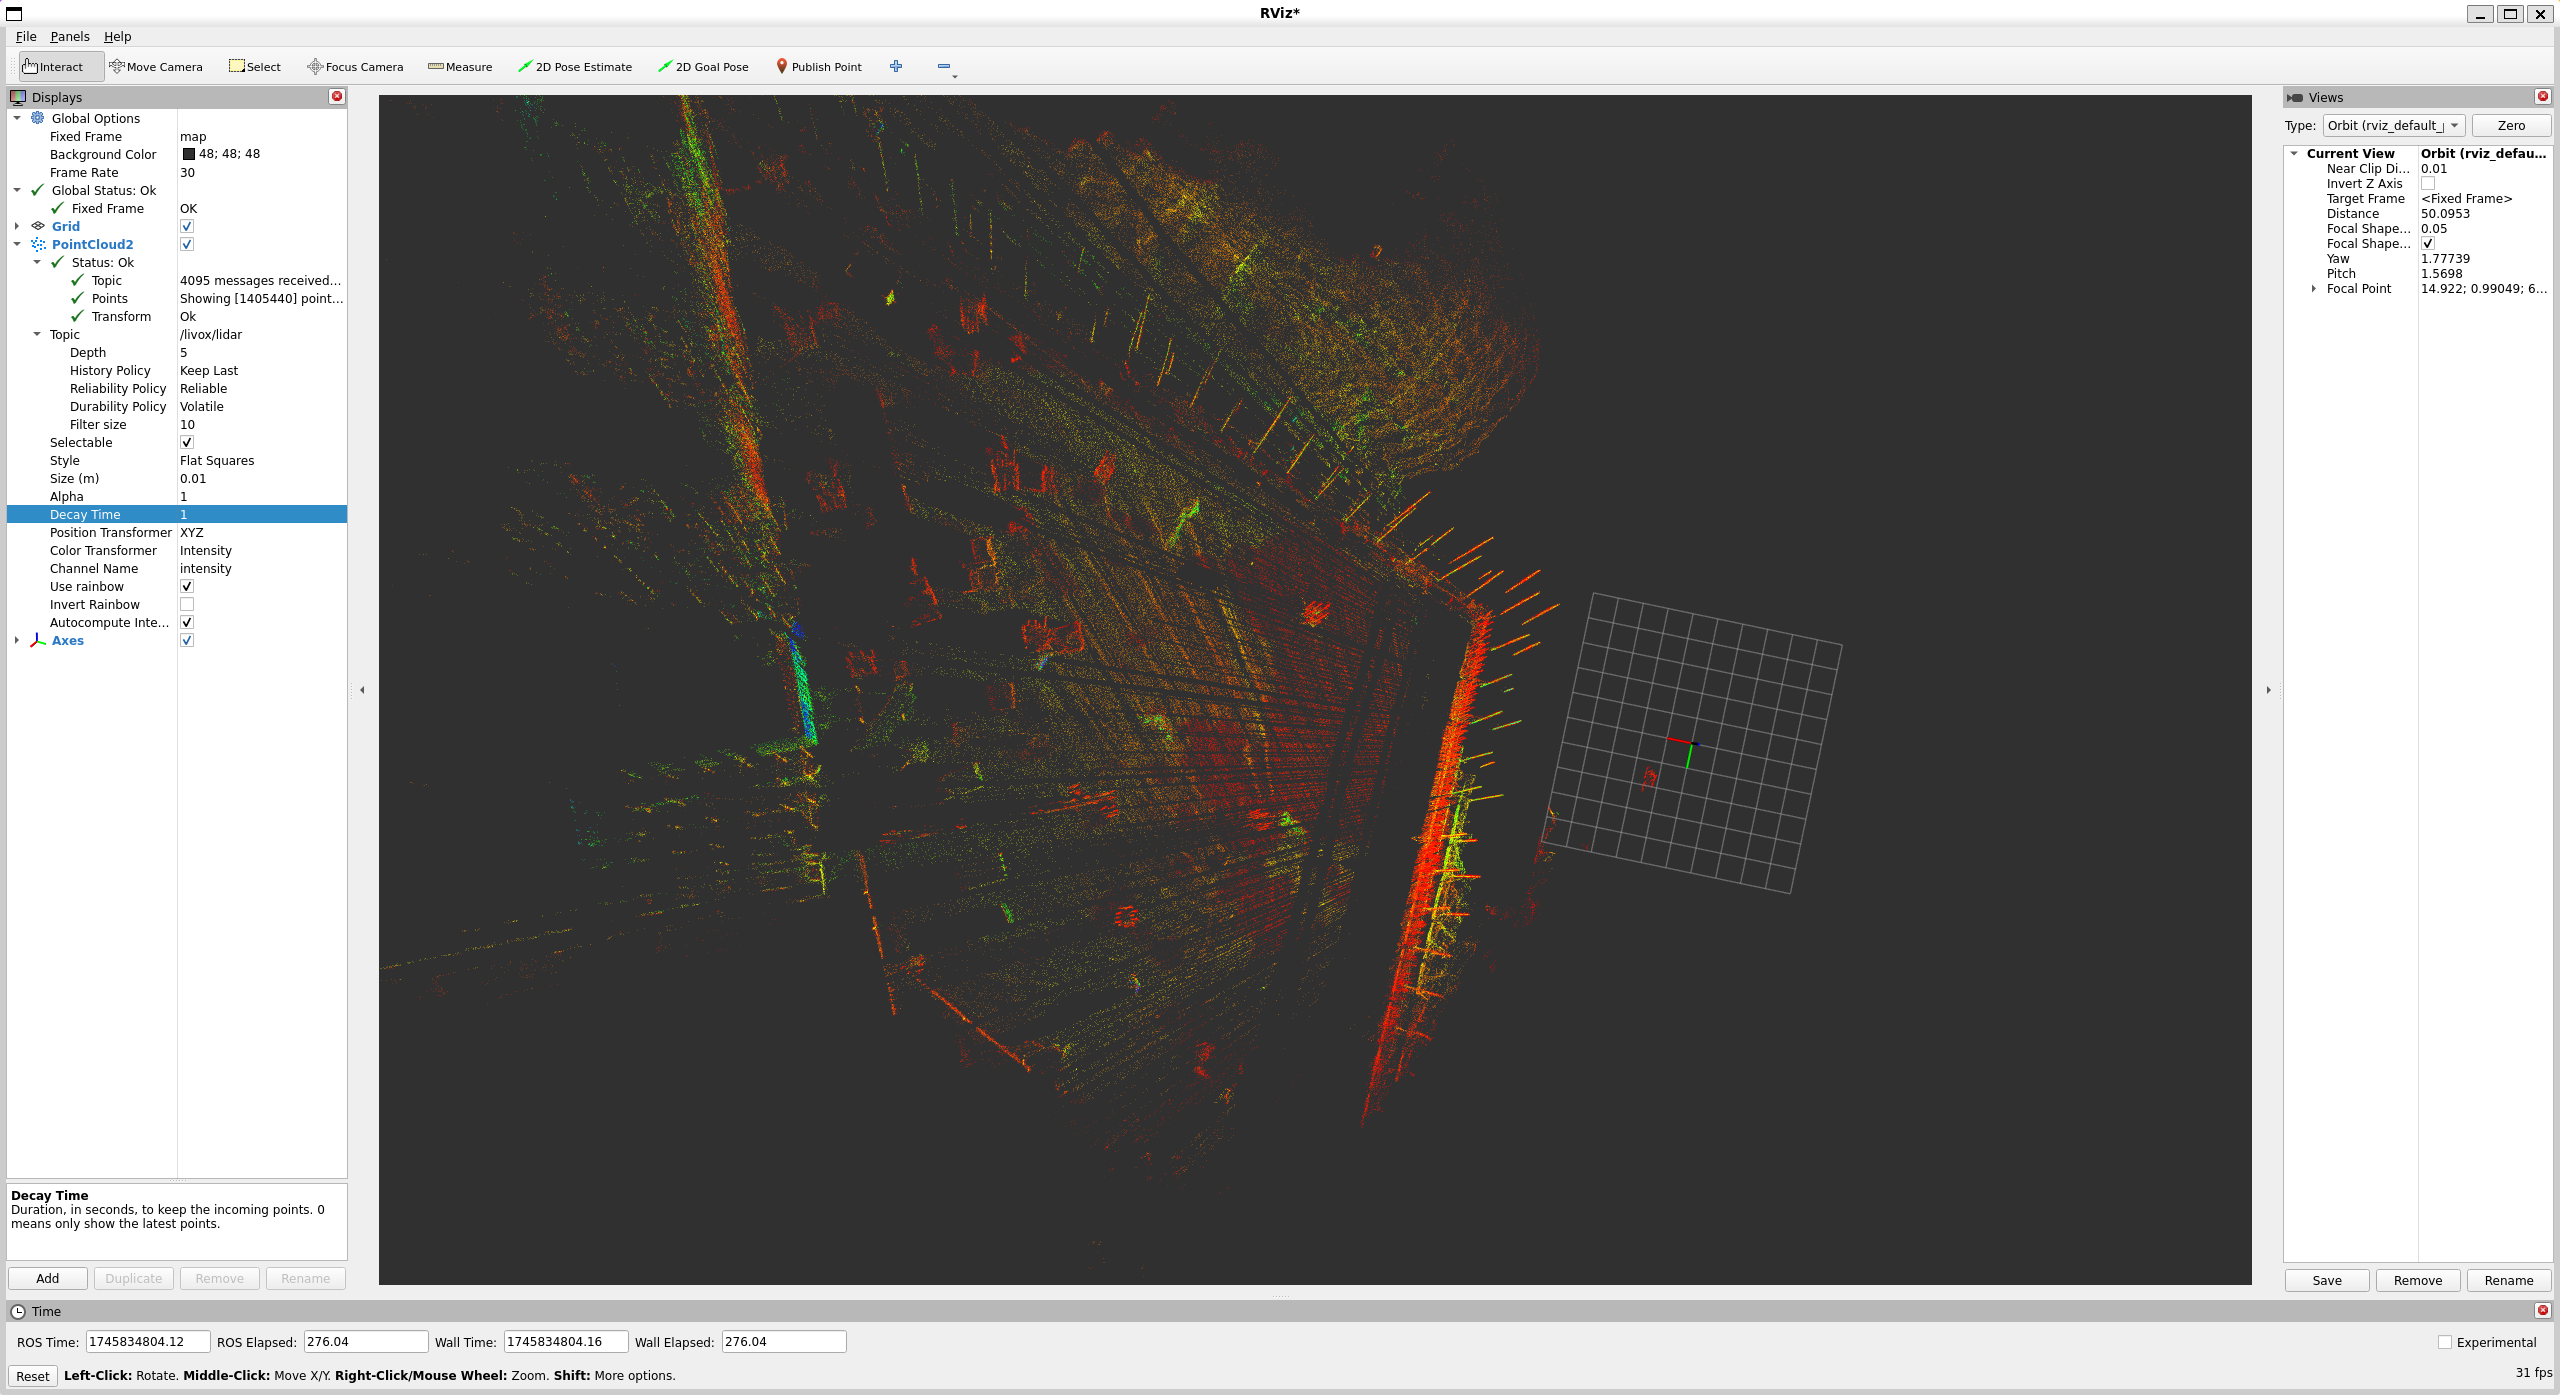 RViz*
File Panels Help
Interact Move Camera Select Focus Camera Measure 2D Pose Estimate 2D Goal Pose Publish Point
Displays
Global Options
Fixed Frame map
Background Color 48; 48; 48
Frame Rate 30
Global Status: Ok
Fixed Frame OK
Grid
PointCloud2
Status: Ok
Topic 4095 messages received...
Points Showing [1405440] point...
Transform Ok
Topic /livox/lidar
Depth 5
History Policy Keep Last
Reliability Policy Reliable
Durability Policy Volatile
Filter size 10
Selectable
Style Flat Squares
Size (m) 0.01
Alpha 1
Decay Time 1
Position Transformer XYZ
Color Transformer Intensity
Channel Name intensity
Use rainbow
Invert Rainbow
Autocompute Inte...
Axes
Decay Time
Duration, in seconds, to keep the incoming points. 0
means only show the latest points.
Add Duplicate Remove Rename
Views
Type: Orbit (rviz_default_ Zero
Current View Orbit (rviz_defau...
Near Clip Di... 0.01
Invert Z Axis
Target Frame <Fixed Frame>
Distance 50.0953
Focal Shape... 0.05
Focal Shape...
Yaw 1.77739
Pitch 1.5698
Focal Point 14.922; 0.99049; 6...
Save Remove Rename
Time
ROS Time: 1745834804.12 ROS Elapsed: 276.04 Wall Time: 1745834804.16 Wall Elapsed: 276.04 Experimental
Reset Left-Click: Rotate. Middle-Click: Move X/Y. Right-Click/Mouse Wheel: Zoom. Shift: More options. 31 fps